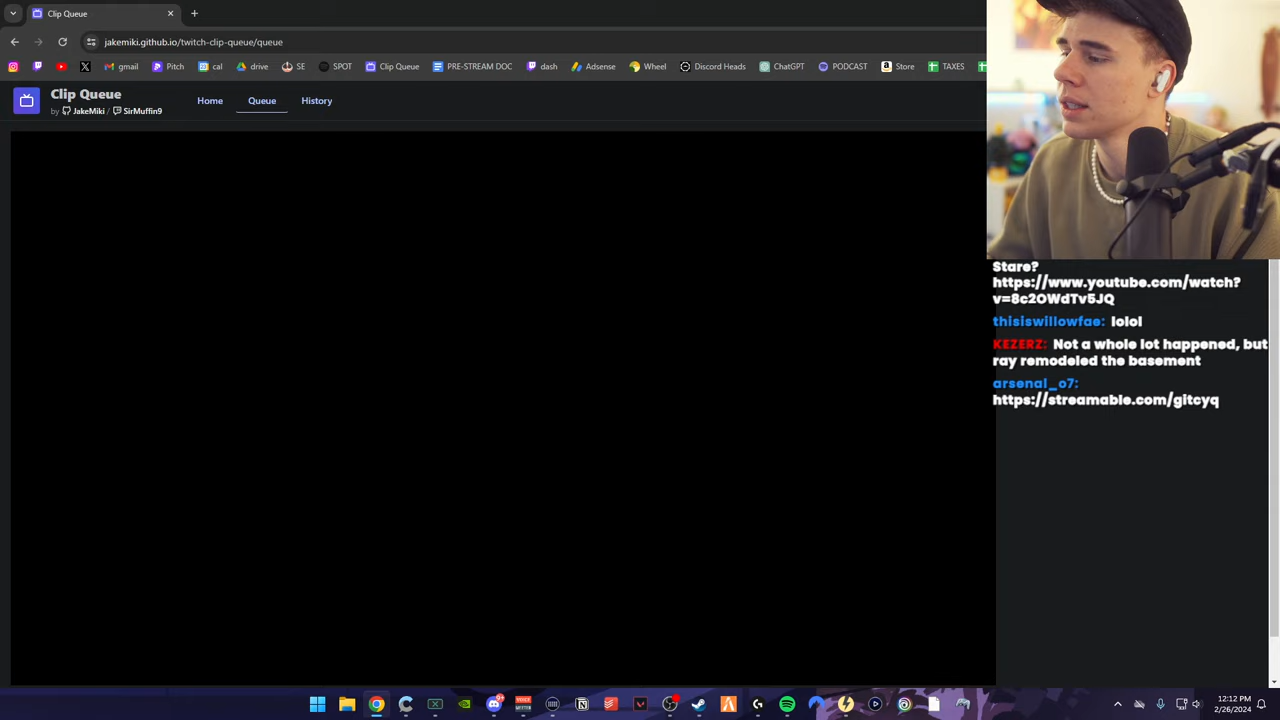 Clip Queue
jakemiki.github.io/twitch-clip-queue/queue
gmail
Pitch
cal
drive
SE
SPOT
Clip Queue
PRE-STREAM DOC
dash
Adsense
Wheel
Discord Heads
ChatGPT
PODCAST
Store
TAXES
Clip Queue
by JakeMiki / SirMuffin9
Home
Queue
History
Stare?
https://www.youtube.com/watch?
v=8c2OWdTv5JQ
thisiswillowfae: lolol
KEZERZ: Not a whole lot happened, but
ray remodeled the basement
arsenal_o7:
https://streamable.com/gitcyq
12:12 PM
2/26/2024